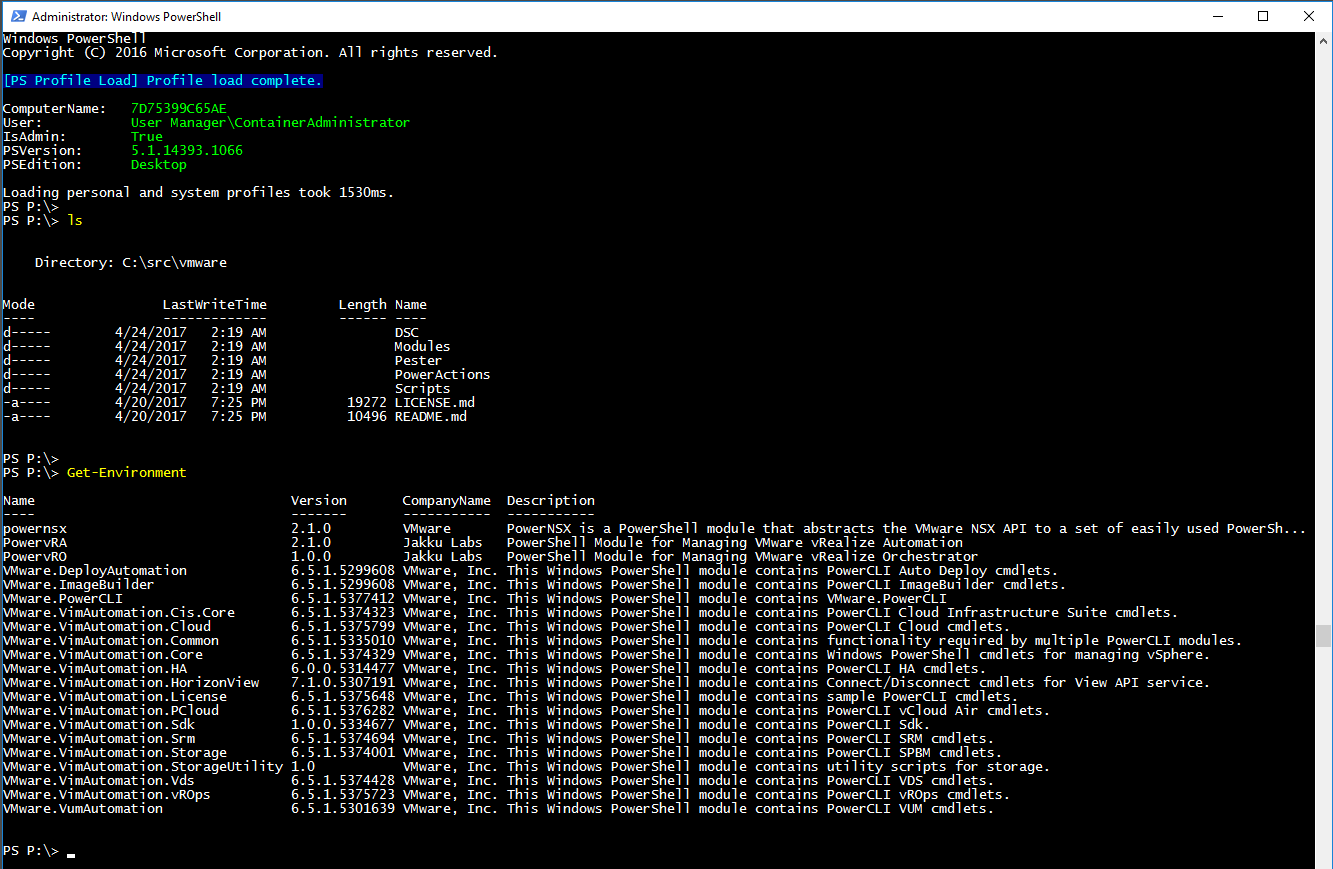 Administrator: Windows PowerShell
Windows PowerShell
Copyright (C) 2016 Microsoft Corporation. All rights reserved.
[PS Profile Load] Profile load complete.
ComputerName:   7D75399C65AE
User:           User Manager\ContainerAdministrator
IsAdmin:        True
PSVersion:      5.1.14393.1066
PSEdition:      Desktop
Loading personal and system profiles took 1530ms.
PS P:\>
PS P:\> ls
    Directory: C:\src\vmware
Mode                LastWriteTime         Length Name
----                -------------         ------ ----
d-----        4/24/2017   2:19 AM                DSC
d-----        4/24/2017   2:19 AM                Modules
d-----        4/24/2017   2:19 AM                Pester
d-----        4/24/2017   2:19 AM                PowerActions
d-----        4/24/2017   2:19 AM                Scripts
-a----        4/20/2017   7:25 PM          19272 LICENSE.md
-a----        4/20/2017   7:25 PM          10496 README.md
PS P:\>
PS P:\> Get-Environment
Name                                Version       CompanyName  Description
----                                -------       -----------  -----------
powernsx                            2.1.0         VMware       PowerNSX is a PowerShell module that abstracts the VMware NSX API to a set of easily used PowerSh...
PowervRA                            2.1.0         Jakku Labs   PowerShell Module for Managing VMware vRealize Automation
PowervRO                            1.0.0         Jakku Labs   PowerShell Module for Managing VMware vRealize Orchestrator
VMware.DeployAutomation             6.5.1.5299608 VMware, Inc. This Windows PowerShell module contains PowerCLI Auto Deploy cmdlets.
VMware.ImageBuilder                 6.5.1.5299608 VMware, Inc. This Windows PowerShell module contains PowerCLI ImageBuilder cmdlets.
VMware.PowerCLI                     6.5.1.5377412 VMware, Inc. This Windows PowerShell module contains VMware.PowerCLI
VMware.VimAutomation.Cis.Core       6.5.1.5374323 VMware, Inc. This Windows PowerShell module contains PowerCLI Cloud Infrastructure Suite cmdlets.
VMware.VimAutomation.Cloud          6.5.1.5375799 VMware, Inc. This Windows PowerShell module contains PowerCLI Cloud cmdlets.
VMware.VimAutomation.Common         6.5.1.5335010 VMware, Inc. This Windows PowerShell module contains functionality required by multiple PowerCLI modules.
VMware.VimAutomation.Core           6.5.1.5374329 VMware, Inc. This Windows PowerShell module contains Windows PowerShell cmdlets for managing vSphere.
VMware.VimAutomation.HA             6.0.0.5314477 VMware, Inc. This Windows PowerShell module contains PowerCLI HA cmdlets.
VMware.VimAutomation.HorizonView    7.1.0.5307191 VMware, Inc. This Windows PowerShell module contains Connect/Disconnect cmdlets for View API service.
VMware.VimAutomation.License        6.5.1.5375648 VMware, Inc. This Windows PowerShell module contains sample PowerCLI cmdlets.
VMware.VimAutomation.PCloud         6.5.1.5376282 VMware, Inc. This Windows PowerShell module contains PowerCLI vCloud Air cmdlets.
VMware.VimAutomation.Sdk            1.0.0.5334677 VMware, Inc. This Windows PowerShell module contains PowerCLI Sdk.
VMware.VimAutomation.Srm            6.5.1.5374694 VMware, Inc. This Windows PowerShell module contains PowerCLI SRM cmdlets.
VMware.VimAutomation.Storage        6.5.1.5374001 VMware, Inc. This Windows PowerShell module contains PowerCLI SPBM cmdlets.
VMware.VimAutomation.StorageUtility 1.0           VMware, Inc. This Windows PowerShell module contains utility scripts for storage.
VMware.VimAutomation.Vds            6.5.1.5374428 VMware, Inc. This Windows PowerShell module contains PowerCLI VDS cmdlets.
VMware.VimAutomation.vROps          6.5.1.5375723 VMware, Inc. This Windows PowerShell module contains PowerCLI vROps cmdlets.
VMware.VumAutomation                6.5.1.5301639 VMware, Inc. This Windows PowerShell module contains PowerCLI VUM cmdlets.
PS P:\>